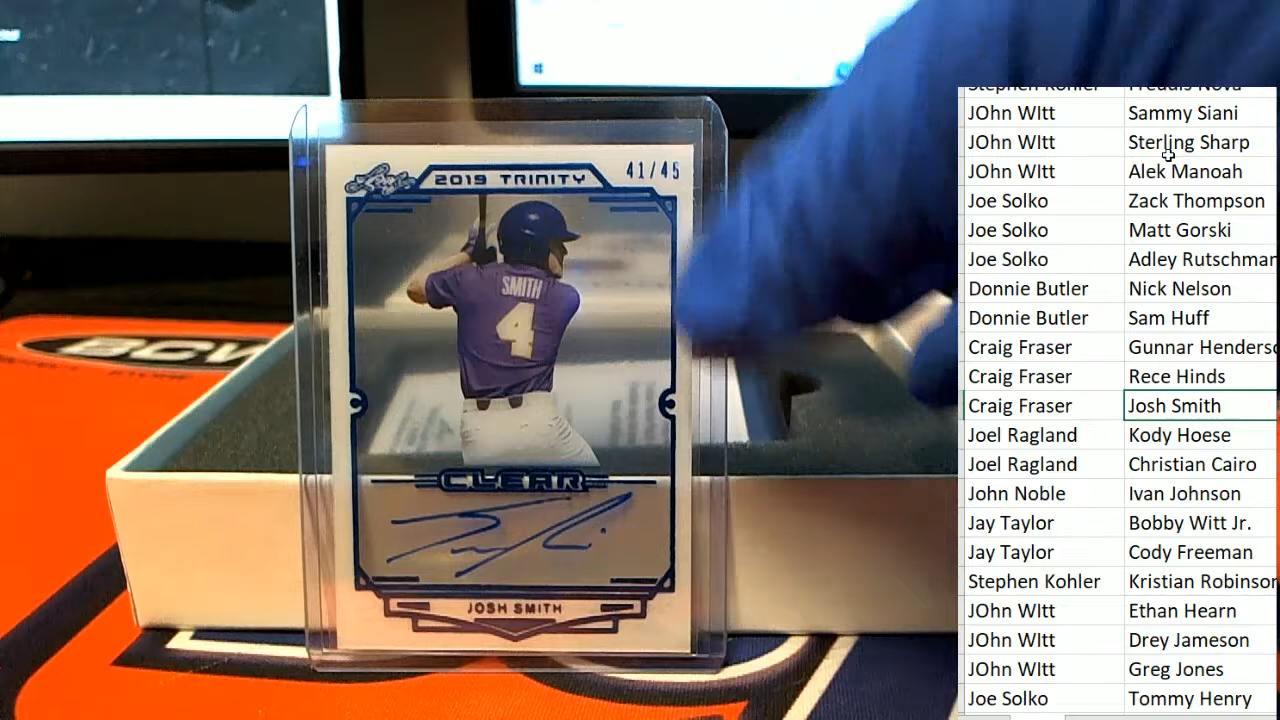 2019 TRINITY
41/45
Leaf
SMITH
4
CLEAR
JOSH SMITH
BCW
JOhn WItt Sammy Siani
JOhn WItt Sterling Sharp
JOhn WItt Alek Manoah
Joe Solko Zack Thompson
Joe Solko Matt Gorski
Joe Solko Adley Rutschman
Donnie Butler Nick Nelson
Donnie Butler Sam Huff
Craig Fraser Gunnar Henderso
Craig Fraser Rece Hinds
Craig Fraser Josh Smith
Joel Ragland Kody Hoese
Joel Ragland Christian Cairo
John Noble Ivan Johnson
Jay Taylor Bobby Witt Jr.
Jay Taylor Cody Freeman
Stephen Kohler Kristian Robinson
JOhn WItt Ethan Hearn
JOhn WItt Drey Jameson
JOhn WItt Greg Jones
Joe Solko Tommy Henry